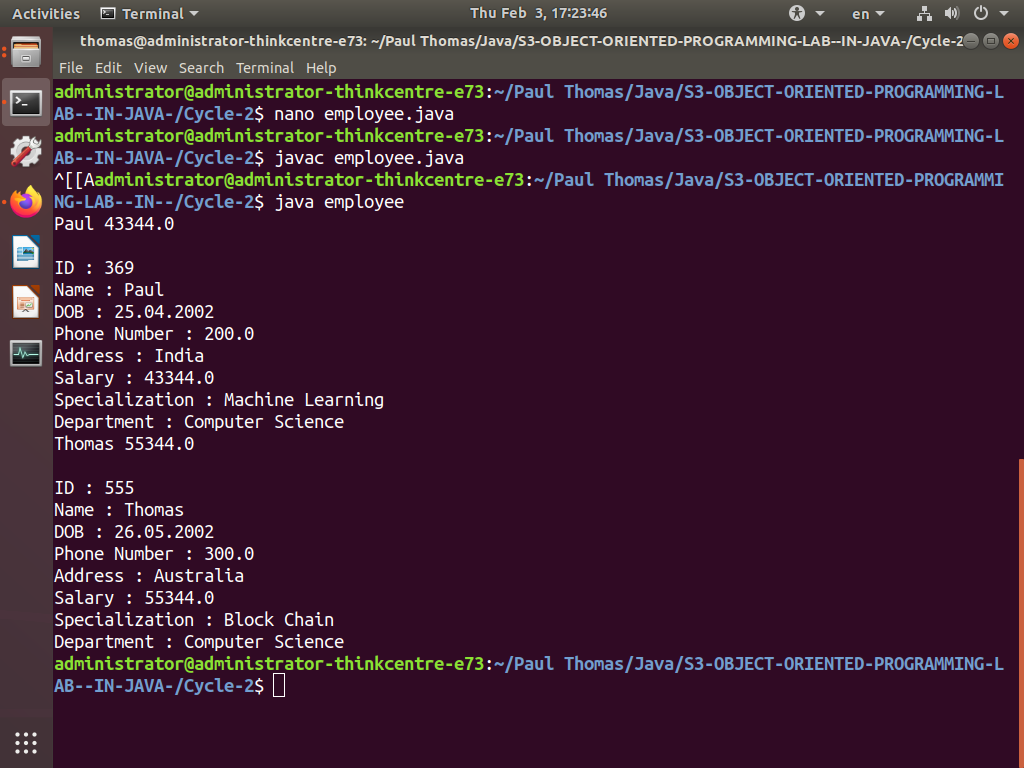 Activities Terminal Thu Feb 3, 17:23:46 en
thomas@administrator-thinkcentre-e73: ~/Paul Thomas/Java/S3-OBJECT-ORIENTED-PROGRAMMING-LAB--IN-JAVA-/Cycle-2
File Edit View Search Terminal Help
administrator@administrator-thinkcentre-e73:~/Paul Thomas/Java/S3-OBJECT-ORIENTED-PROGRAMMING-L
AB--IN-JAVA-/Cycle-2$ nano employee.java
administrator@administrator-thinkcentre-e73:~/Paul Thomas/Java/S3-OBJECT-ORIENTED-PROGRAMMING-L
AB--IN-JAVA-/Cycle-2$ javac employee.java
^[[Aadministrator@administrator-thinkcentre-e73:~/Paul Thomas/Java/S3-OBJECT-ORIENTED-PROGRAMMI
NG-LAB--IN--/Cycle-2$ java employee
Paul 43344.0
ID : 369
Name : Paul
DOB : 25.04.2002
Phone Number : 200.0
Address : India
Salary : 43344.0
Specialization : Machine Learning
Department : Computer Science
Thomas 55344.0
ID : 555
Name : Thomas
DOB : 26.05.2002
Phone Number : 300.0
Address : Australia
Salary : 55344.0
Specialization : Block Chain
Department : Computer Science
administrator@administrator-thinkcentre-e73:~/Paul Thomas/Java/S3-OBJECT-ORIENTED-PROGRAMMING-L
AB--IN-JAVA-/Cycle-2$